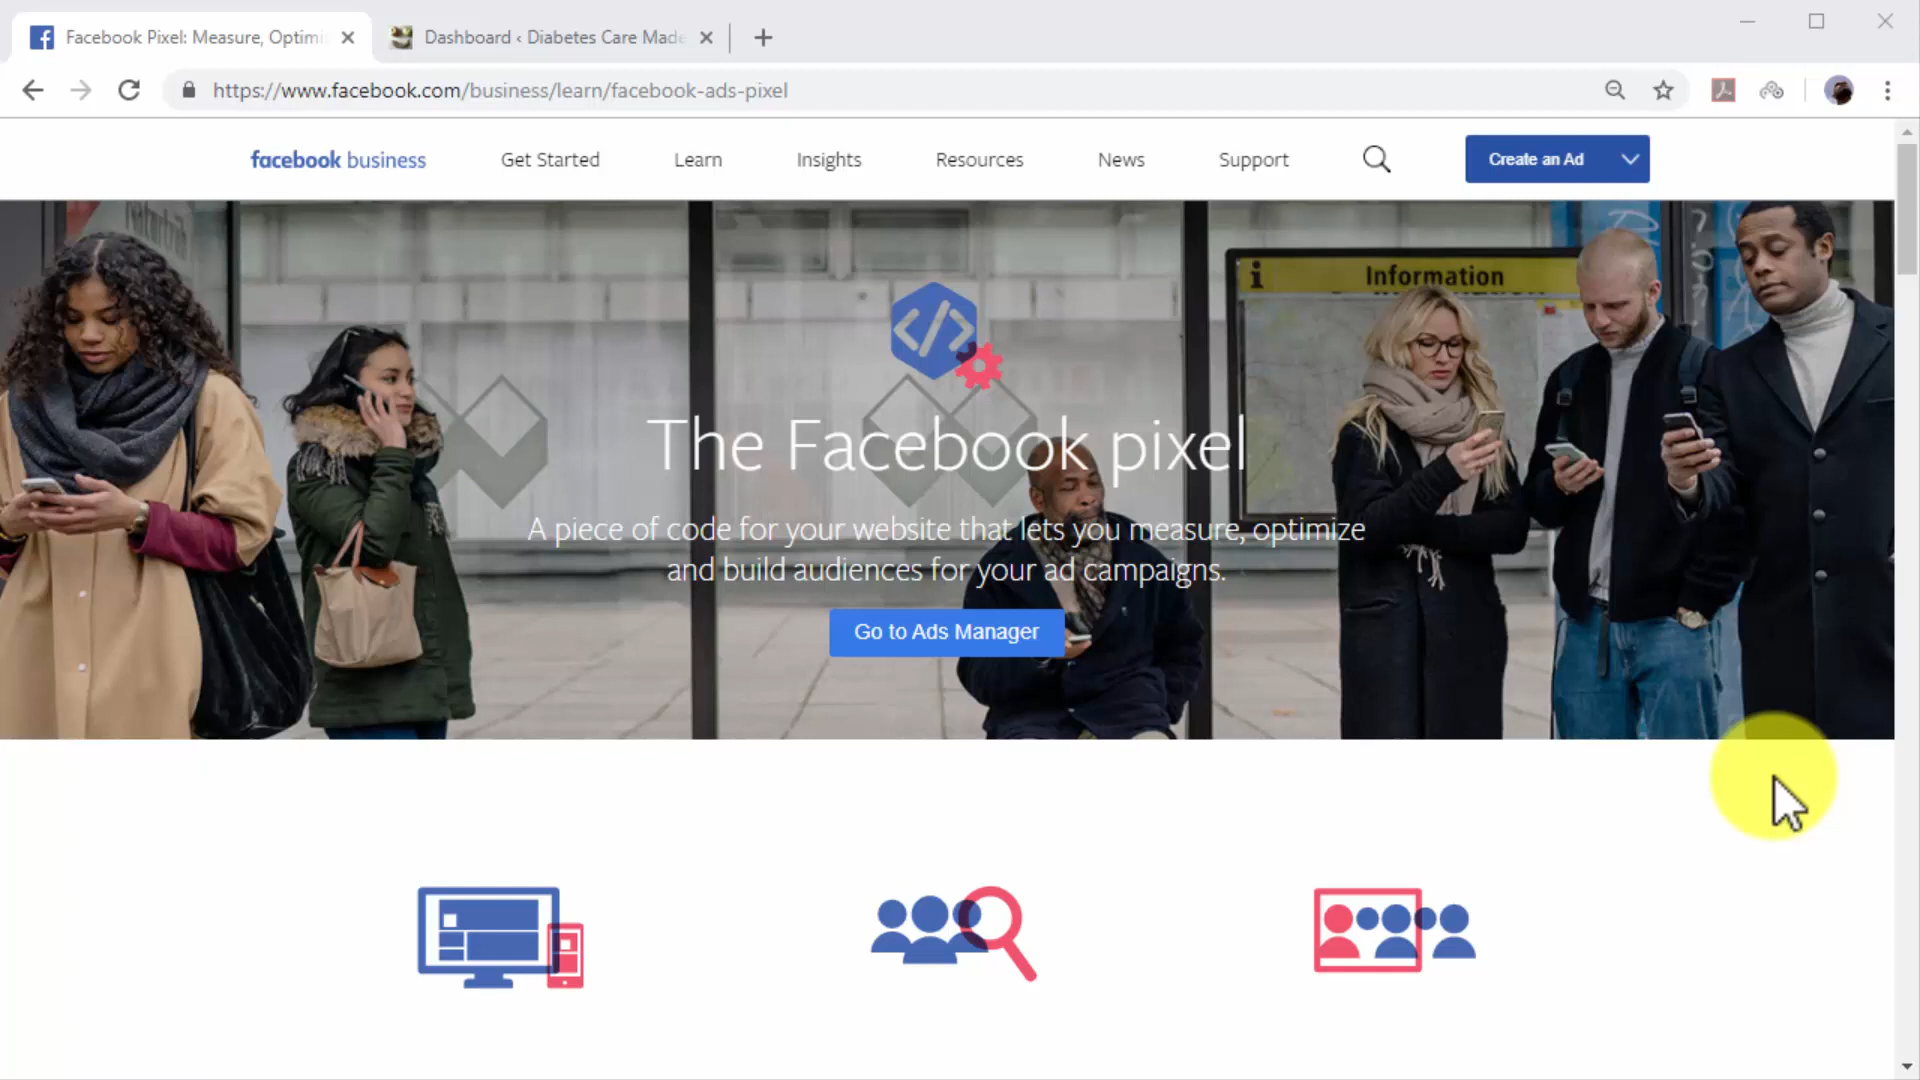 Facebook Pixel: Measure, Optimi
Dashboard ‹ Diabetes Care Made
https://www.facebook.com/business/learn/facebook-ads-pixel
facebook business
Get Started
Learn
Insights
Resources
News
Support
Create an Ad
i Information
The Facebook pixel
A piece of code for your website that lets you measure, optimize
and build audiences for your ad campaigns.
Go to Ads Manager